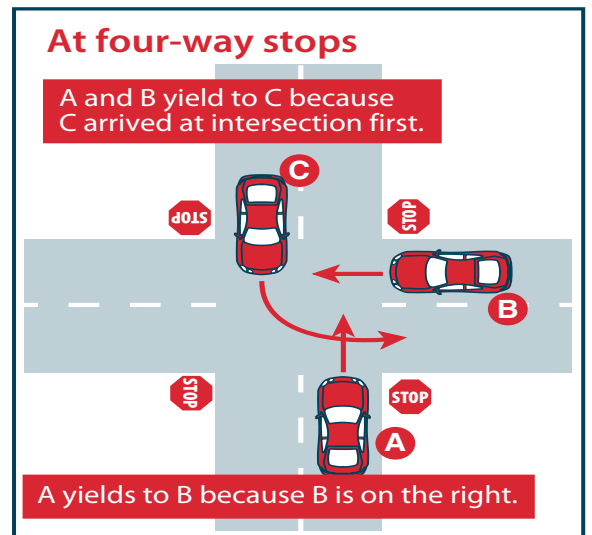 At four-way stops
A and B yield to C because
C arrived at intersection first.
C
STOP
STOP
B
STOP
STOP
A
A yields to B because B is on the right.